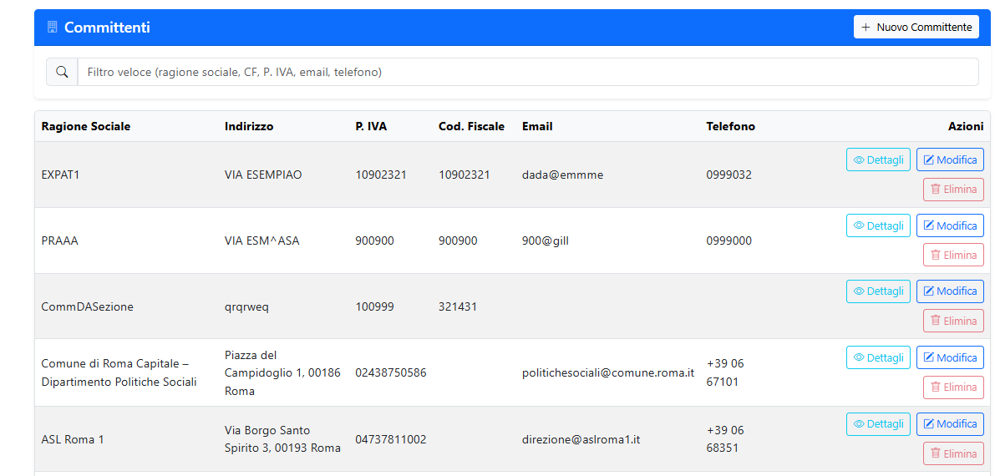 Committenti
+ Nuovo Committente
Filtro veloce (ragione sociale, CF, P. IVA, email, telefono)
Ragione Sociale Indirizzo P. IVA Cod. Fiscale Email Telefono Azioni
EXPAT1 VIA ESEMPIAO 10902321 10902321 dada@emmme 0999032
Dettagli Modifica
Elimina
PRAAA VIA ESM^ASA 900900 900900 900@gill 0999000
Dettagli Modifica
Elimina
CommDASezione qrqrweq 100999 321431
Dettagli Modifica
Elimina
Comune di Roma Capitale –
Dipartimento Politiche Sociali
Piazza del
Campidoglio 1, 00186
Roma
02438750586
politichesociali@comune.roma.it
+39 06
67101
Dettagli Modifica
Elimina
ASL Roma 1
Via Borgo Santo
Spirito 3, 00193 Roma
04737811002
direzione@aslroma1.it
+39 06
68351
Dettagli Modifica
Elimina